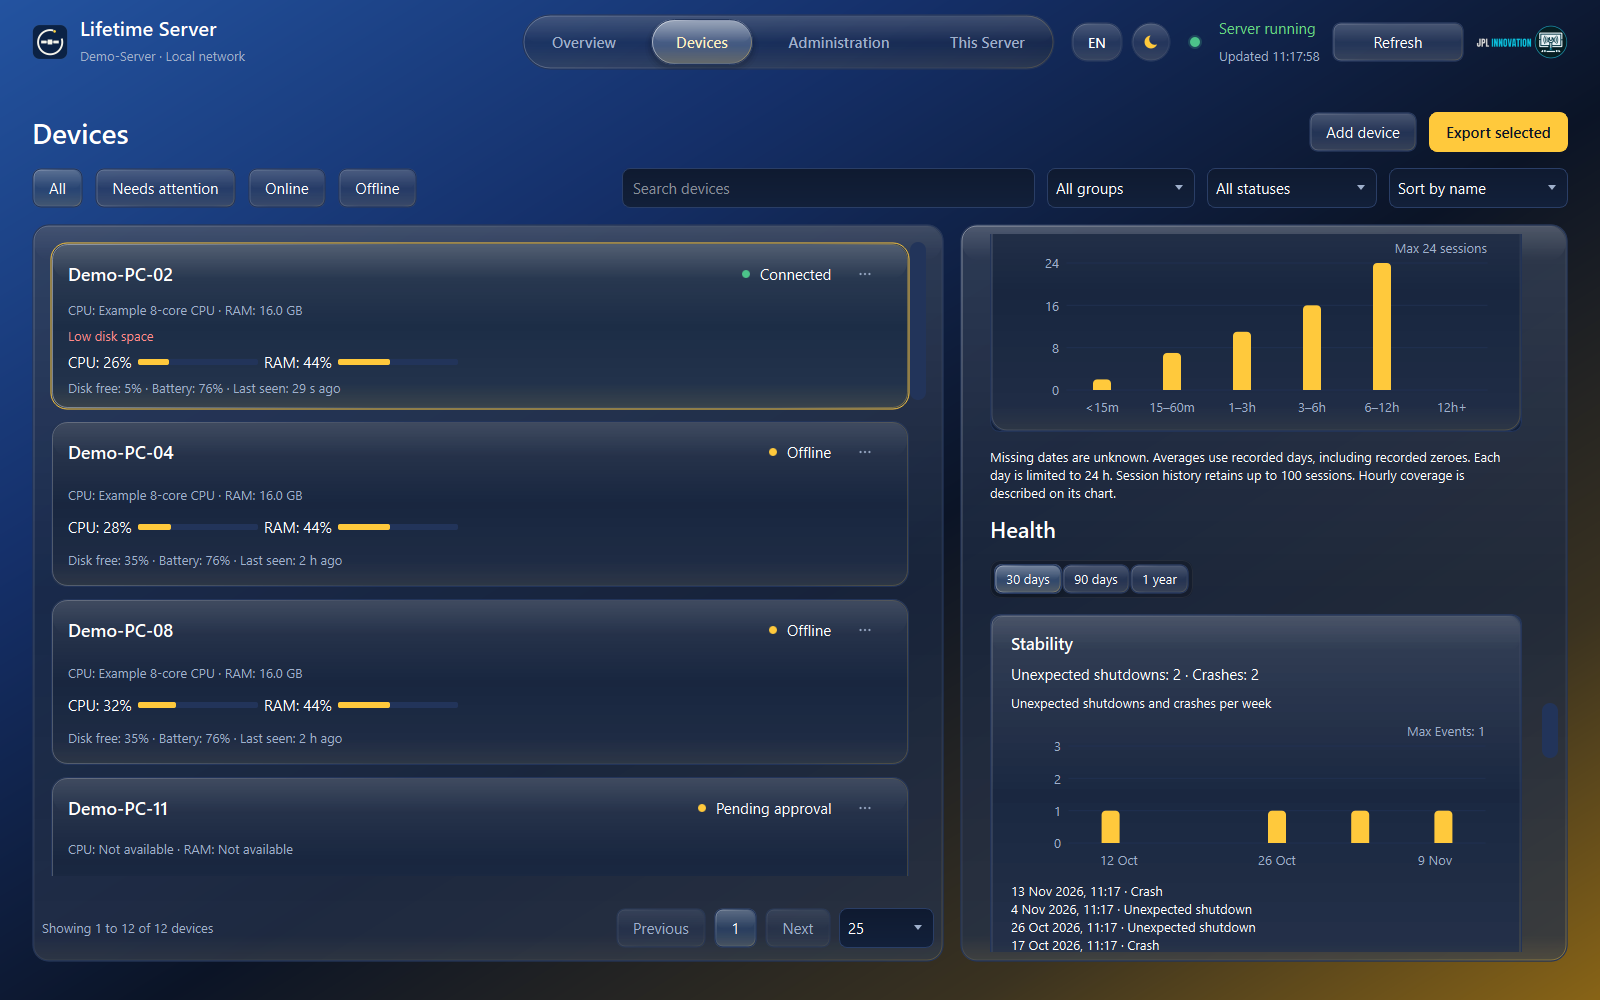 Lifetime Server
Demo-Server · Local network
Overview
Devices
Administration
This Server
EN
Server running
Updated 11:17:58
Refresh
JPL INNOVATION
Devices
Add device
Export selected
All
Needs attention
Online
Offline
Search devices
All groups
All statuses
Sort by name
Demo-PC-02
Connected
...
CPU: Example 8-core CPU · RAM: 16.0 GB
Low disk space
CPU: 26%
RAM: 44%
Disk free: 5% · Battery: 76% · Last seen: 29 s ago
Demo-PC-04
Offline
...
CPU: Example 8-core CPU · RAM: 16.0 GB
CPU: 28%
RAM: 44%
Disk free: 35% · Battery: 76% · Last seen: 2 h ago
Demo-PC-08
Offline
...
CPU: Example 8-core CPU · RAM: 16.0 GB
CPU: 32%
RAM: 44%
Disk free: 35% · Battery: 76% · Last seen: 2 h ago
Demo-PC-11
Pending approval
...
CPU: Not available · RAM: Not available
Showing 1 to 12 of 12 devices
Previous
1
Next
25
Max 24 sessions
24
16
8
0
<15m
15–60m
1–3h
3–6h
6–12h
12h+
Missing dates are unknown. Averages use recorded days, including recorded zeroes. Each
day is limited to 24 h. Session history retains up to 100 sessions. Hourly coverage is
described on its chart.
Health
30 days
90 days
1 year
Stability
Unexpected shutdowns: 2 · Crashes: 2
Unexpected shutdowns and crashes per week
Max Events: 1
3
2
1
0
12 Oct
26 Oct
9 Nov
13 Nov 2026, 11:17 · Crash
4 Nov 2026, 11:17 · Unexpected shutdown
26 Oct 2026, 11:17 · Unexpected shutdown
17 Oct 2026, 11:17 · Crash